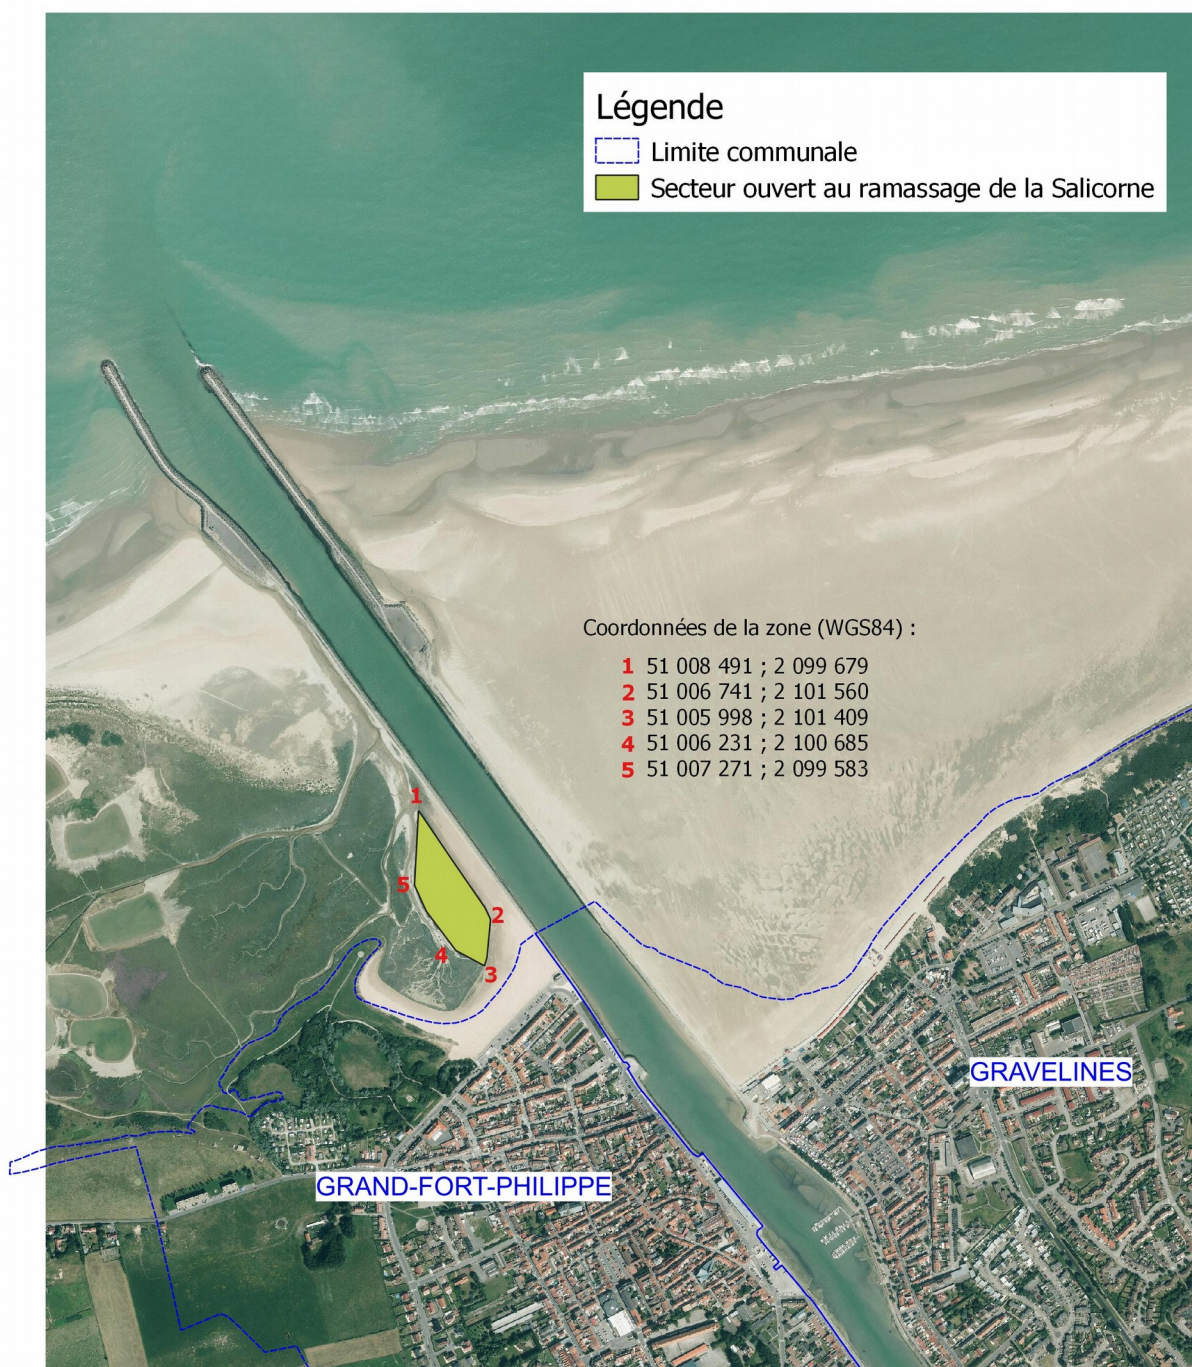 Légende
Limite communale
Secteur ouvert au ramassage de la Salicorne
Coordonnées de la zone (WGS84) :
1 51 008 491 ; 2 099 679
2 51 006 741 ; 2 101 560
3 51 005 998 ; 2 101 409
4 51 006 231 ; 2 100 685
5 51 007 271 ; 2 099 583
1
5
2
4
3
GRAVELINES
GRAND-FORT-PHILIPPE